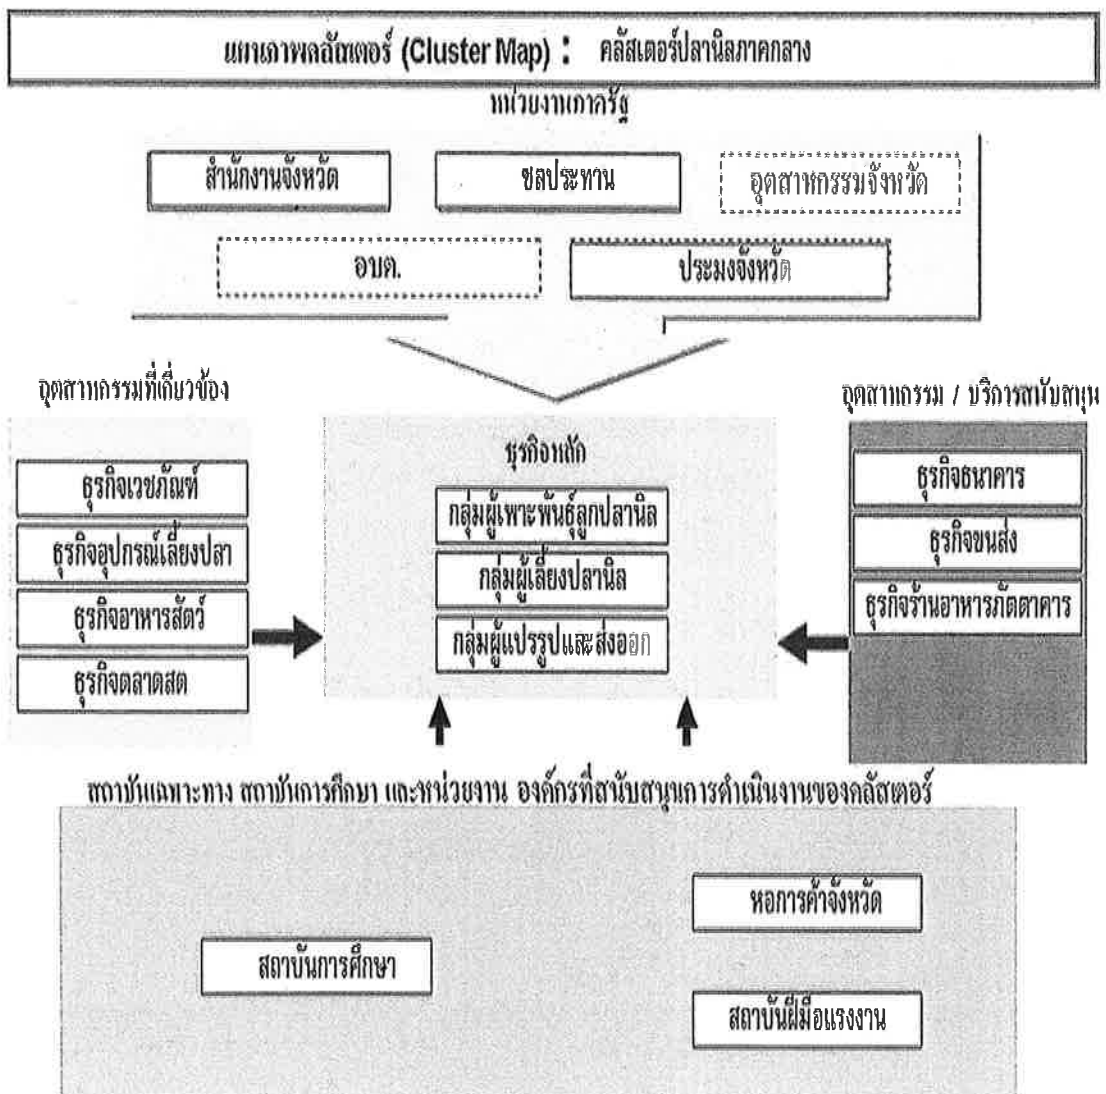 แผนภาพคลัสเตอร์ (Cluster Map) : คลัสเตอร์ปลานิลภาคกลาง
หน่วยงานภาครัฐ
สำนักงานจังหวัด
ชลประทาน
อุตสาหกรรมจังหวัด
อบต.
ประมงจังหวัด
อุตสาหกรรมที่เกี่ยวข้อง
ธุรกิจเวชภัณฑ์
ธุรกิจอุปกรณ์เลี้ยงปลา
ธุรกิจอาหารสัตว์
ธุรกิจตลาดสด
ธุรกิจหลัก
กลุ่มผู้เพาะพันธุ์ลูกปลานิล
กลุ่มผู้เลี้ยงปลานิล
กลุ่มผู้แปรรูปและส่งออก
อุตสาหกรรม / บริการสนับสนุน
ธุรกิจธนาคาร
ธุรกิจขนส่ง
ธุรกิจร้านอาหารภัตตาคาร
สถาบันเฉพาะทาง สถาบันการศึกษา และหน่วยงาน องค์กรที่สนับสนุนการดำเนินงานของคลัสเตอร์
สถาบันการศึกษา
หอการค้าจังหวัด
สถาบันฝีมือแรงงาน